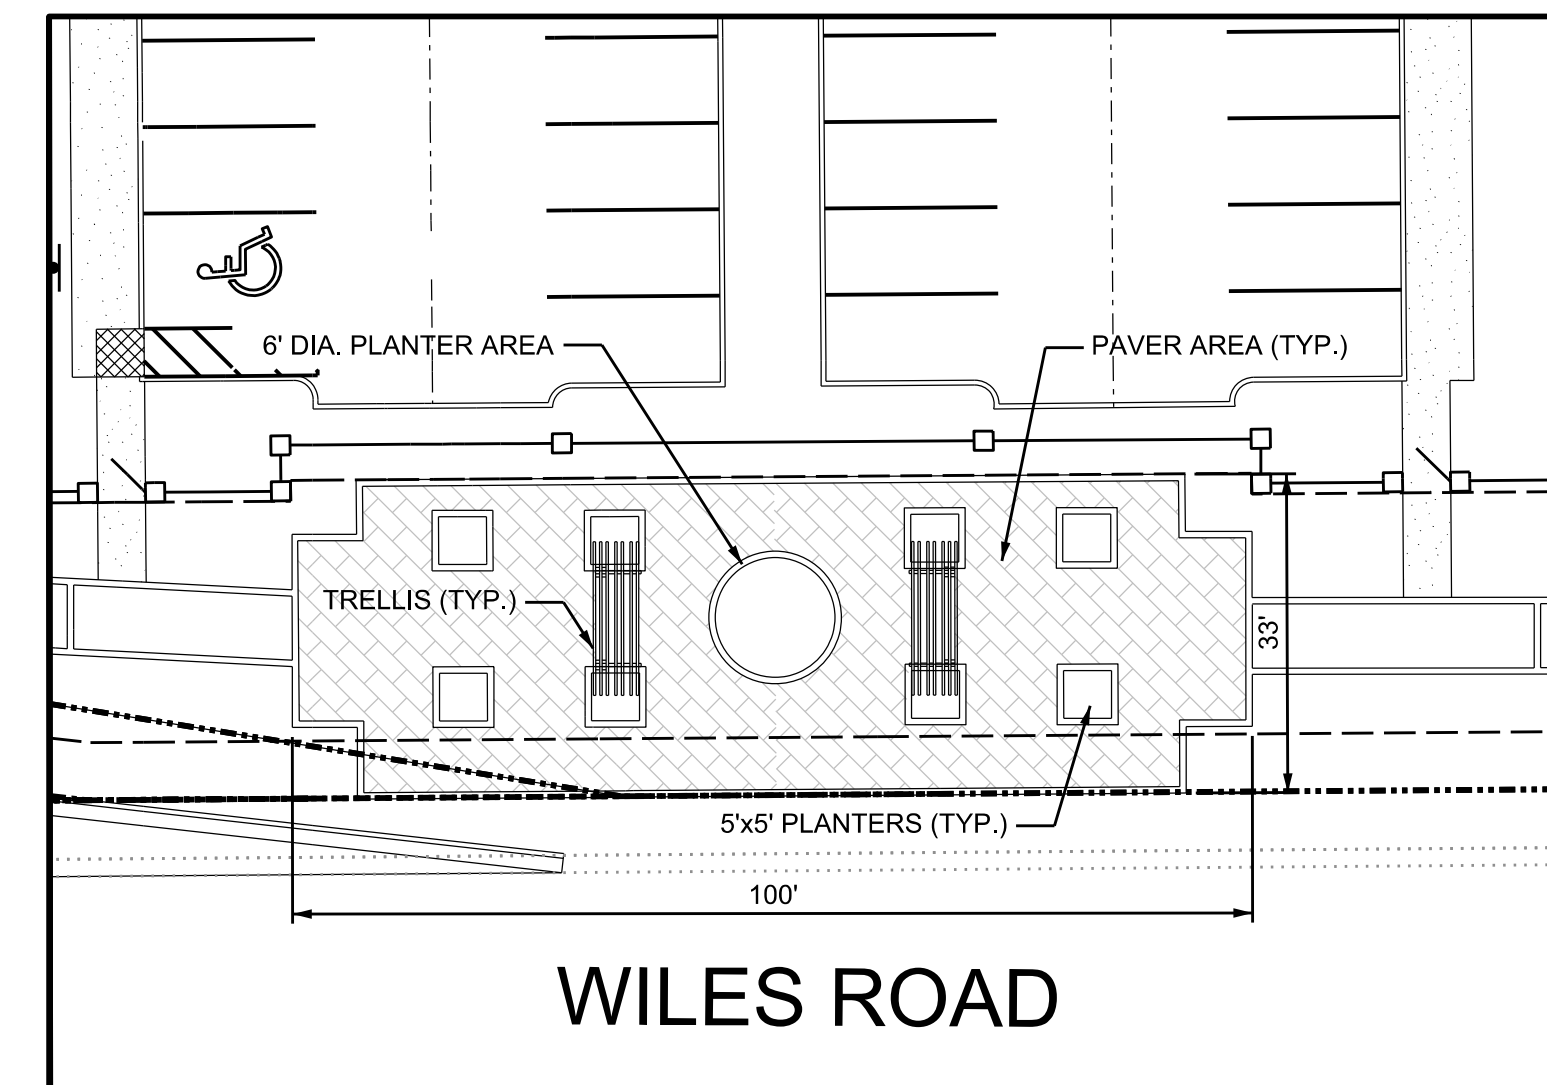 6' DIA. PLANTER AREA
PAVER AREA (TYP.)
TRELLIS (TYP.)
33'
5'x5' PLANTERS (TYP.)
100'
WILES ROAD